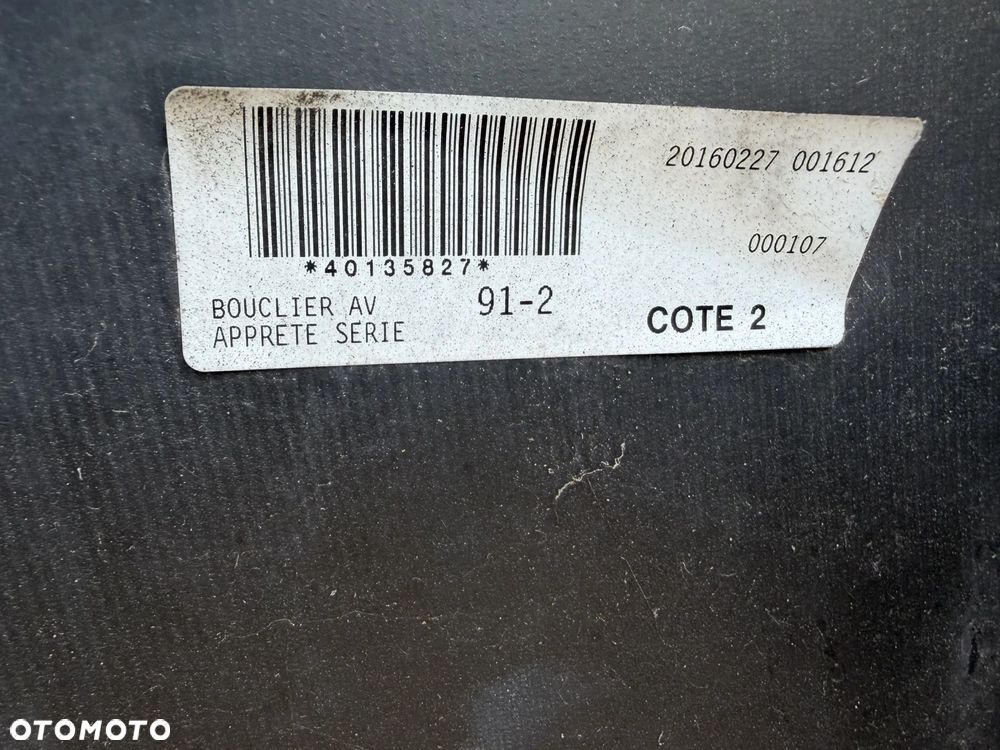 20160227 001612
000107
*40135827*
BOUCLIER AV 91-2
APPRETE SERIE
COTE 2
OTOMOTO